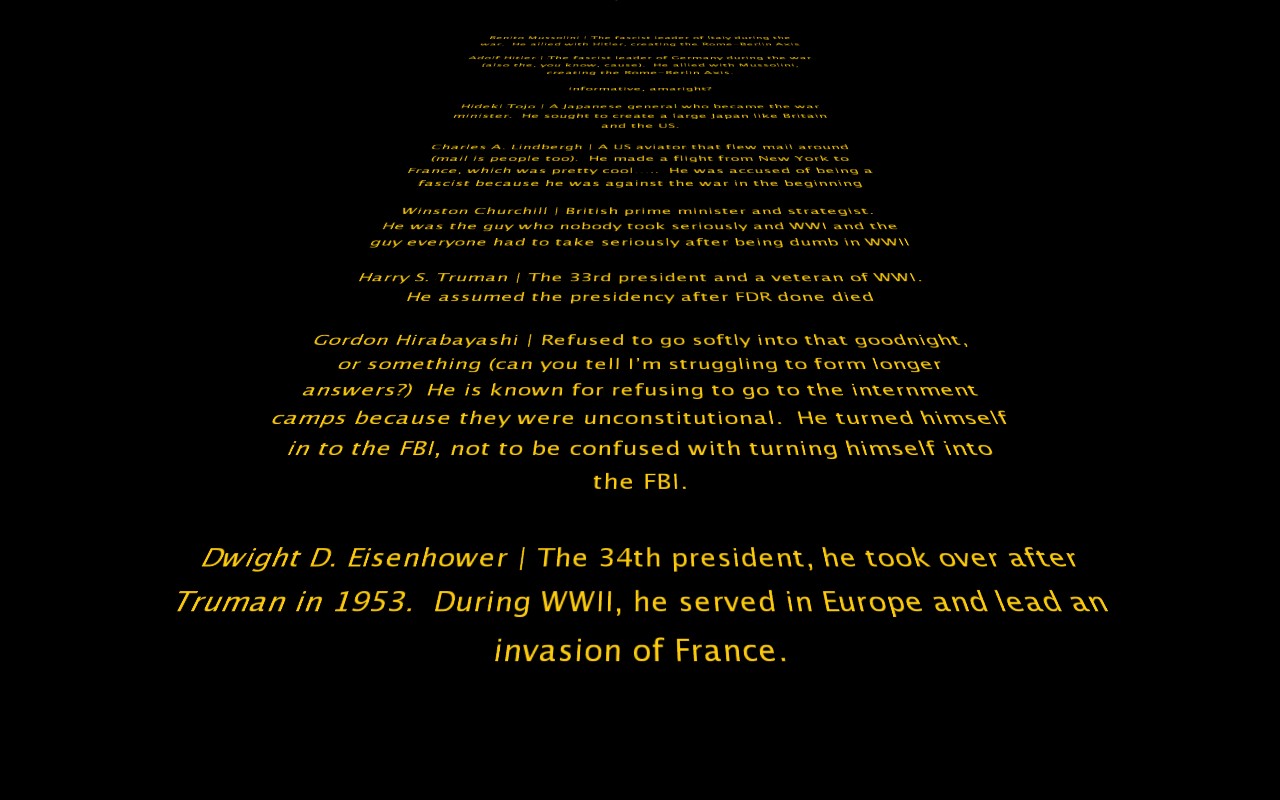 Benito Mussolini | The fascist leader of Italy during the
war.  He allied with Hitler, creating the Rome-Berlin Axis
Adolf Hitler | The fascist leader of Germany during the war
(also the, you know, cause).  He allied with Mussolini,
creating the Rome-Berlin Axis.
informative, amaright?
Hideki Tojo | A Japanese general who became the war
minister.  He sought to create a large Japan like Britain
and the US.
Charles A. Lindbergh | A US aviator that flew mail around
(mail is people too).  He made a flight from New York to
France, which was pretty cool .... He was accused of being a
fascist because he was against the war in the beginning
Winston Churchill | British prime minister and strategist.
He was the guy who nobody took seriously and WWI and the
guy everyone had to take seriously after being dumb in WWII
Harry S. Truman | The 33rd president and a veteran of WWI.
He assumed the presidency after FDR done died
Gordon Hirabayashi | Refused to go softly into that goodnight,
or something (can you tell I'm struggling to form longer
answers?)  He is known for refusing to go to the internment
camps because they were unconstitutional.  He turned himself
in to the FBI, not to be confused with turning himself into
the FBI.
Dwight D. Eisenhower | The 34th president, he took over after
Truman in 1953.  During WWII, he served in Europe and lead an
invasion of France.